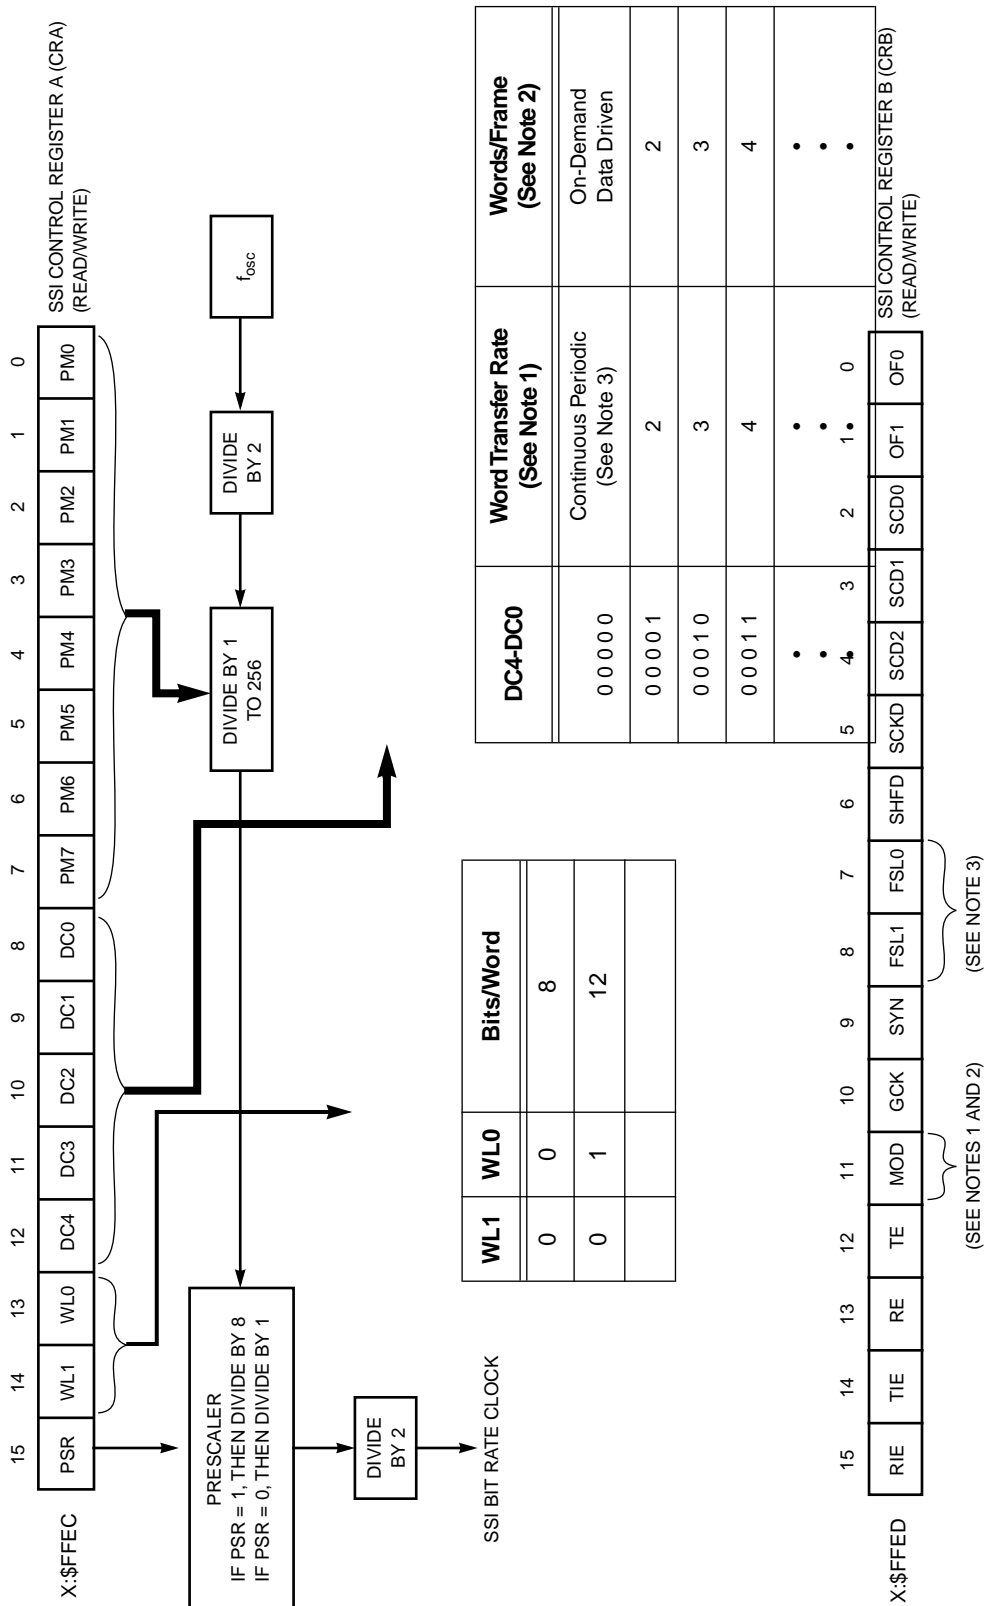 SSI CONTROL REGISTER A (CRA)
(READ/WRITE)
15 14 13 12 11 10 9 8 7 6 5 4 3 2 1 0
X:$FFEC PSR WL1 WL0 DC4 DC3 DC2 DC1 DC0 PM7 PM6 PM5 PM4 PM3 PM2 PM1 PM0
PRESCALER
IF PSR = 1, THEN DIVIDE BY 8
IF PSR = 0, THEN DIVIDE BY 1
DIVIDE BY 1
TO 256
DIVIDE
BY 2
fosc
DIVIDE
BY 2
SSI BIT RATE CLOCK
WL1 WL0 Bits/Word
0 0 8
0 1 12
DC4-DC0 Word Transfer Rate (See Note 1) Words/Frame (See Note 2)
0 0 0 0 0 Continuous Periodic (See Note 3) On-Demand Data Driven
0 0 0 0 1 2 2
0 0 0 1 0 3 3
0 0 0 1 1 4 4
• • •
• • •
• • •
15 14 13 12 11 10 9 8 7 6 5 4 3 2 1 0
SSI CONTROL REGISTER B (CRB)
(READ/WRITE)
X:$FFED RIE TIE RE TE MOD GCK SYN FSL1 FSL0 SHFD SCKD SCD2 SCD1 SCD0 OF1 OF0
(SEE NOTES 1 AND 2)
(SEE NOTE 3)